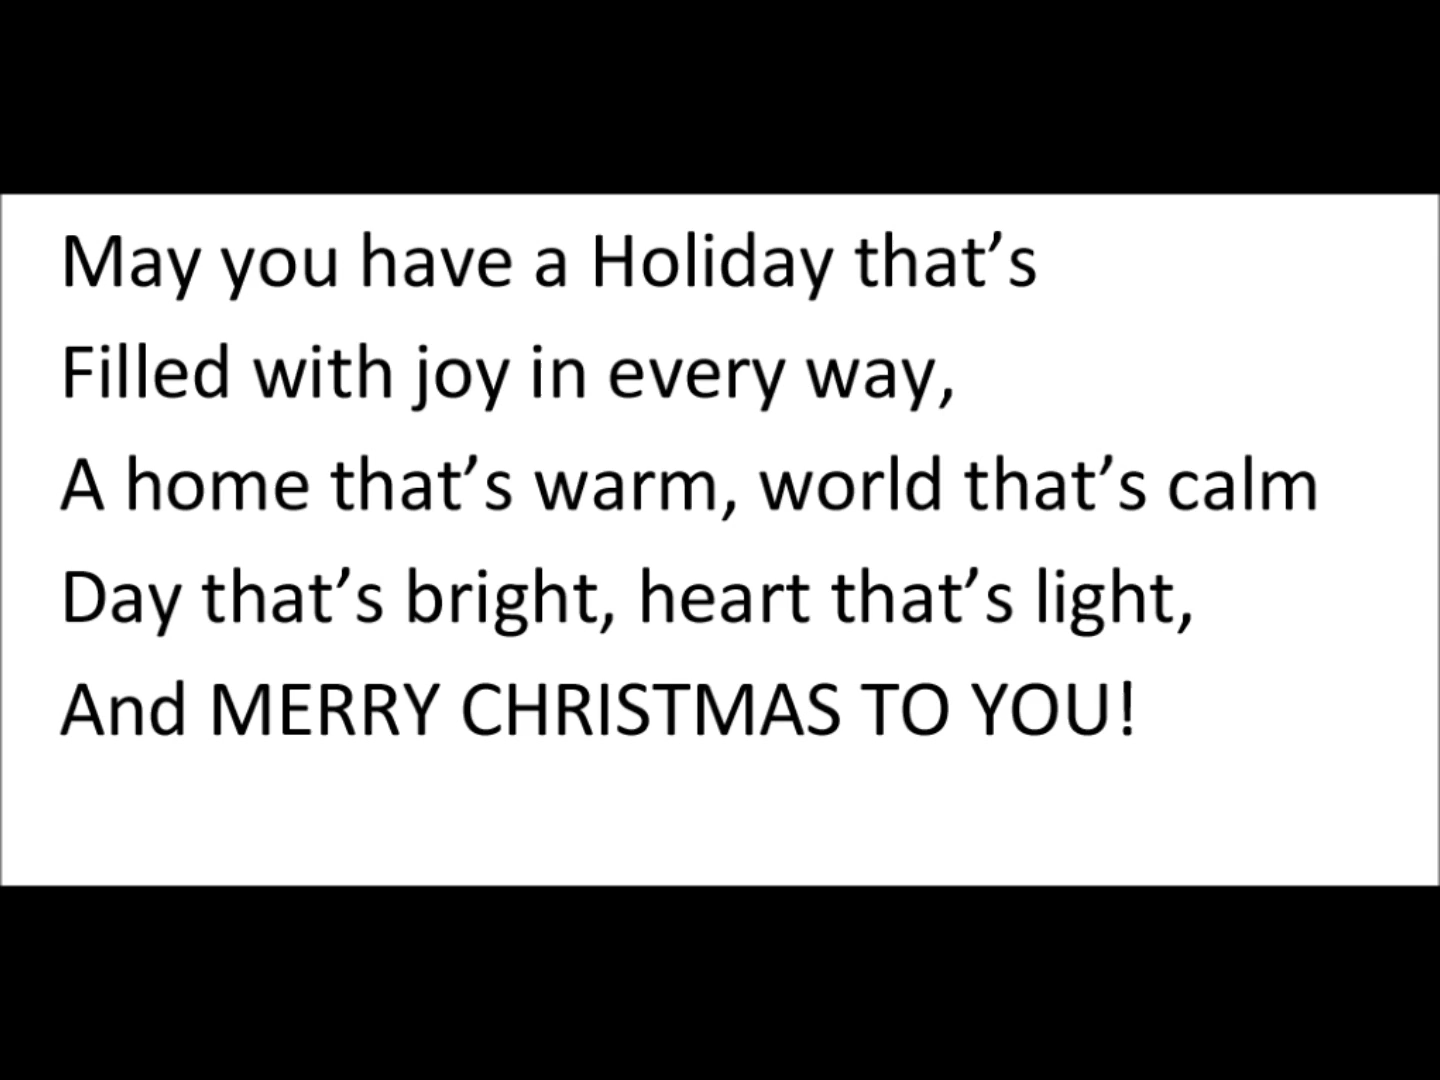 May you have a Holiday that’s
Filled with joy in every way,
A home that’s warm, world that’s calm
Day that’s bright, heart that’s light,
And MERRY CHRISTMAS TO YOU!